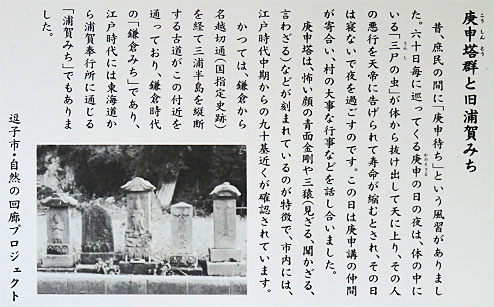 庚申塔群と旧浦賀みち
こう しん とう
昔、庶民の間に「庚申待ち」という風習がありまし
た。六十日毎に巡ってくる庚申の日の夜は、体の中に
かのえさる
いる「三尸の虫」が体から抜け出して天に上り、その人
さん し
の悪行を天帝に告げられて寿命が縮むとされ、その日
は寝ないで夜を過ごすのです。この日は庚申講の仲間
が寄合い、村の大事な行事などを話し合いました。
庚申塔は、怖い顔の青面金剛や三猿(見ざる、聞かざる、
言わざる)などが刻まれているのが特徴で、市内には、
江戸時代中期からの九十基近くが確認されています。
かつては、鎌倉から
名越切通(国指定史跡)
を経て三浦半島を縦断
する古道がこの付近を
通っており、鎌倉時代
の「鎌倉みち」であり、
江戸時代には東海道か
ら浦賀奉行所に通じる
「浦賀みち」でもありま
した。
逗子市・自然の回廊プロジェクト